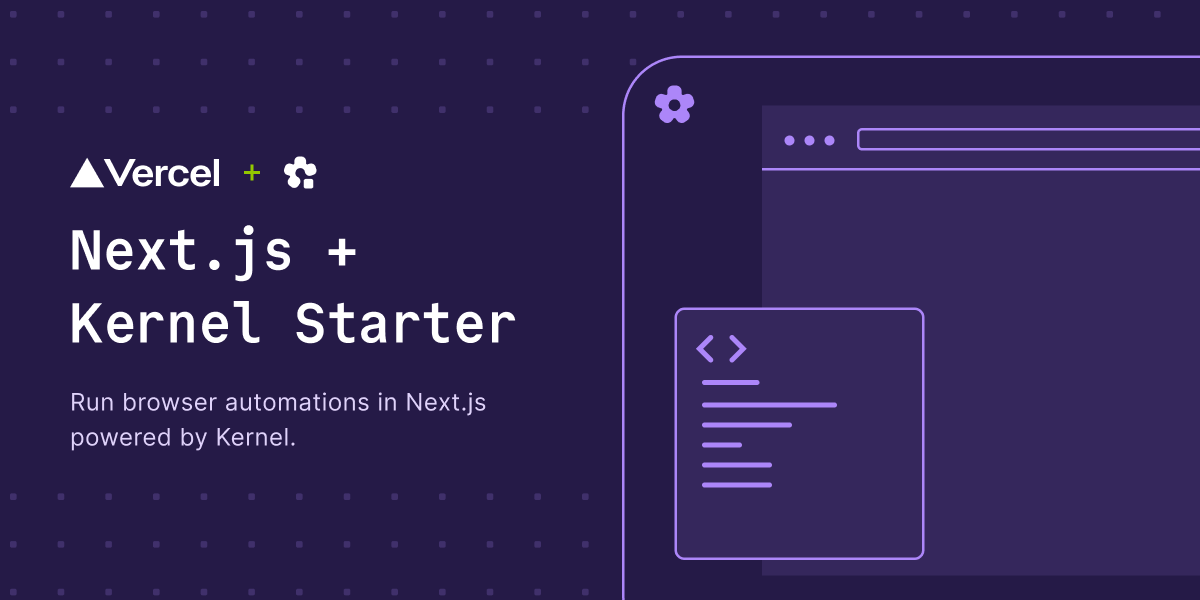 Vercel +
Next.js +
Kernel Starter
Run browser automations in Next.js
powered by Kernel.